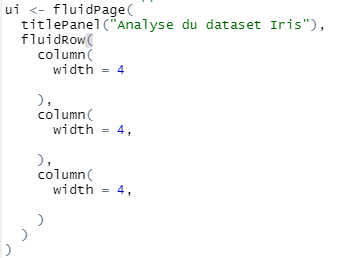 ui <- fluidPage(
  titlePanel("Analyse du dataset Iris"),
  fluidRow(
    column(
      width = 4

    ),
    column(
      width = 4,

    ),
    column(
      width = 4,

    )
  )
)